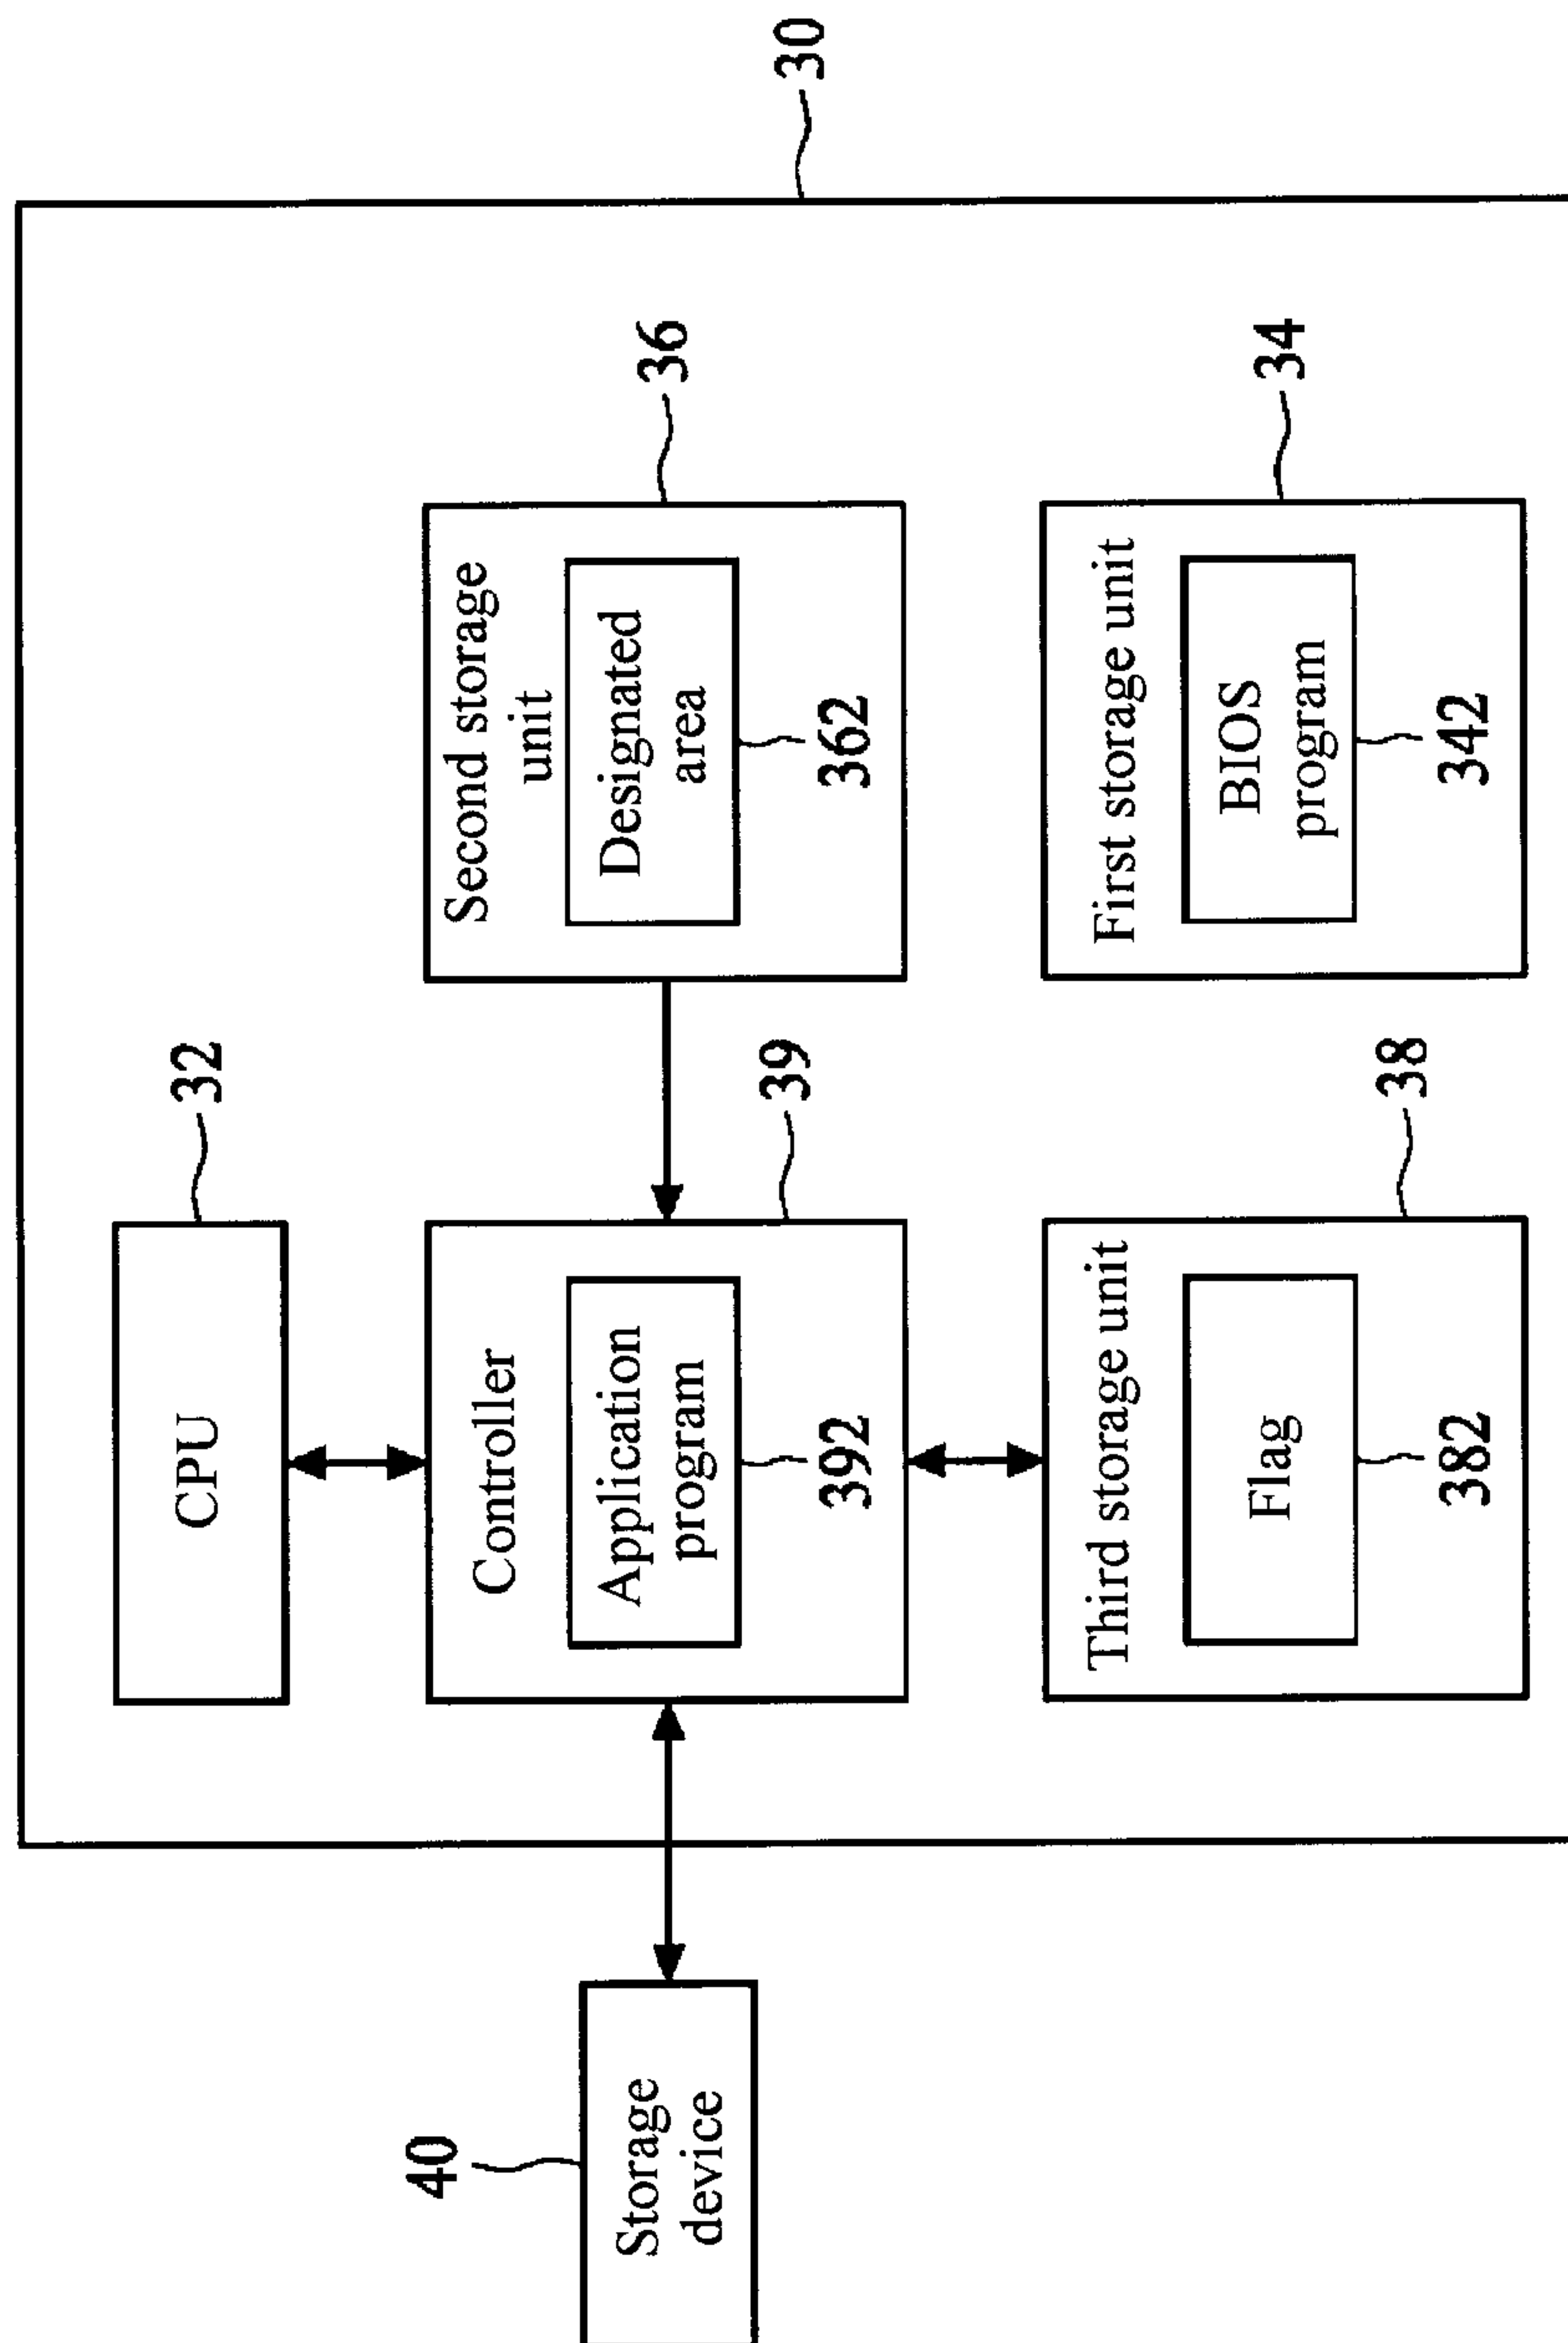 30
32
CPU
40
Storage
device
Controller
Application
program
392
39
Second storage
unit
Designated
area
362
36
Third storage unit
Flag
382
38
First storage unit
BIOS
program
342
34